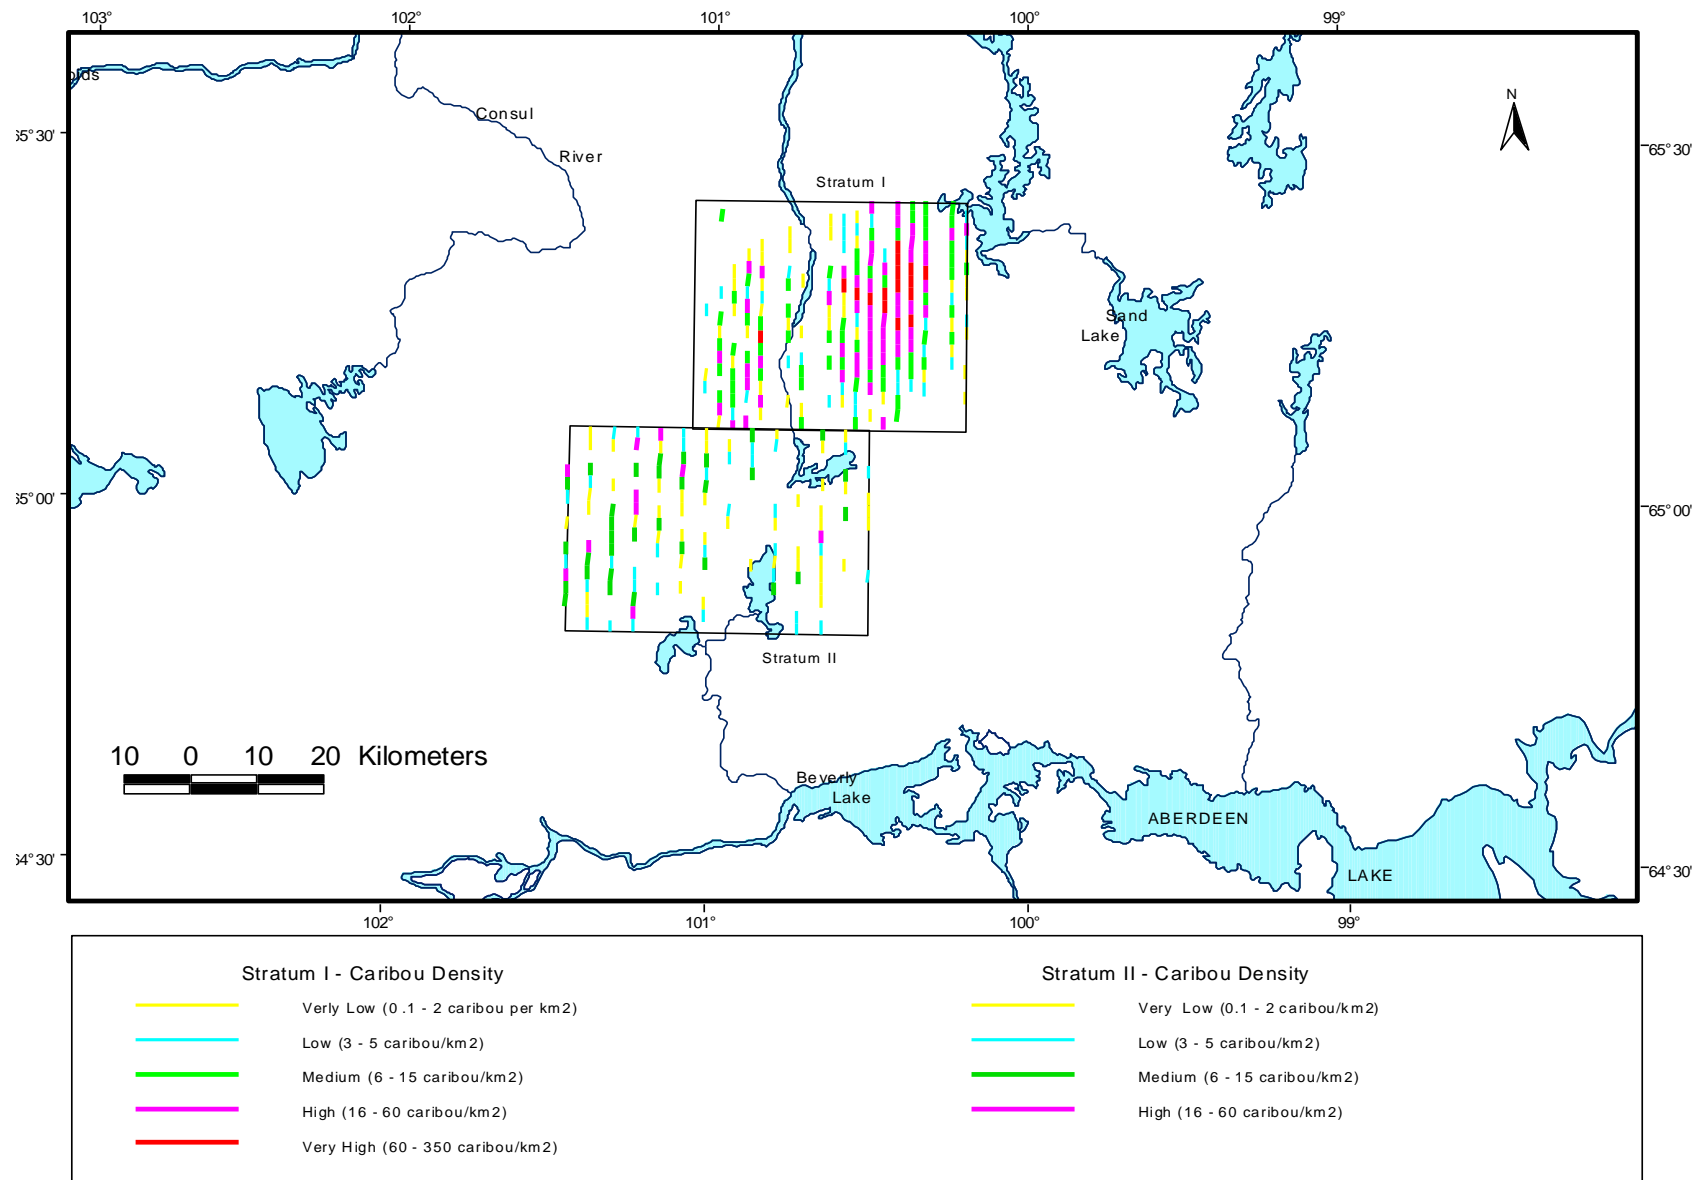 103° 102° 101° 100° 99°
olds
N
Consul
35° 30'
65° 30'
River
Stratum I
Sand
Lake
35° 00'
65° 00'
Stratum II
10 0 10 20 Kilometers
Beverly
Lake
ABERDEEN
34° 30'
64° 30'
LAKE
102° 101° 100° 99°
Stratum I - Caribou Density
Verly Low (0.1 - 2 caribou per km2)
Low (3 - 5 caribou/km2)
Medium (6 - 15 caribou/km2)
High (16 - 60 caribou/km2)
Very High (60 - 350 caribou/km2)
Stratum II - Caribou Density
Very Low (0.1 - 2 caribou/km2)
Low (3 - 5 caribou/km2)
Medium (6 - 15 caribou/km2)
High (16 - 60 caribou/km2)